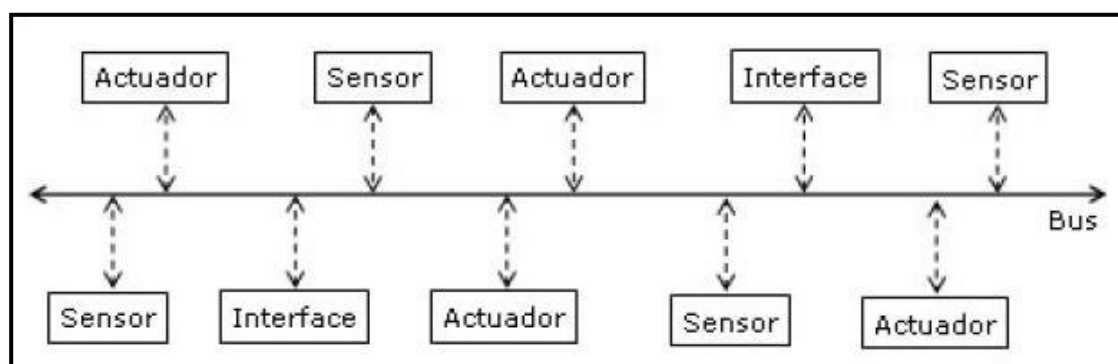 Actuador
Sensor
Actuador
Interface
Sensor
Bus
Sensor
Interface
Actuador
Sensor
Actuador